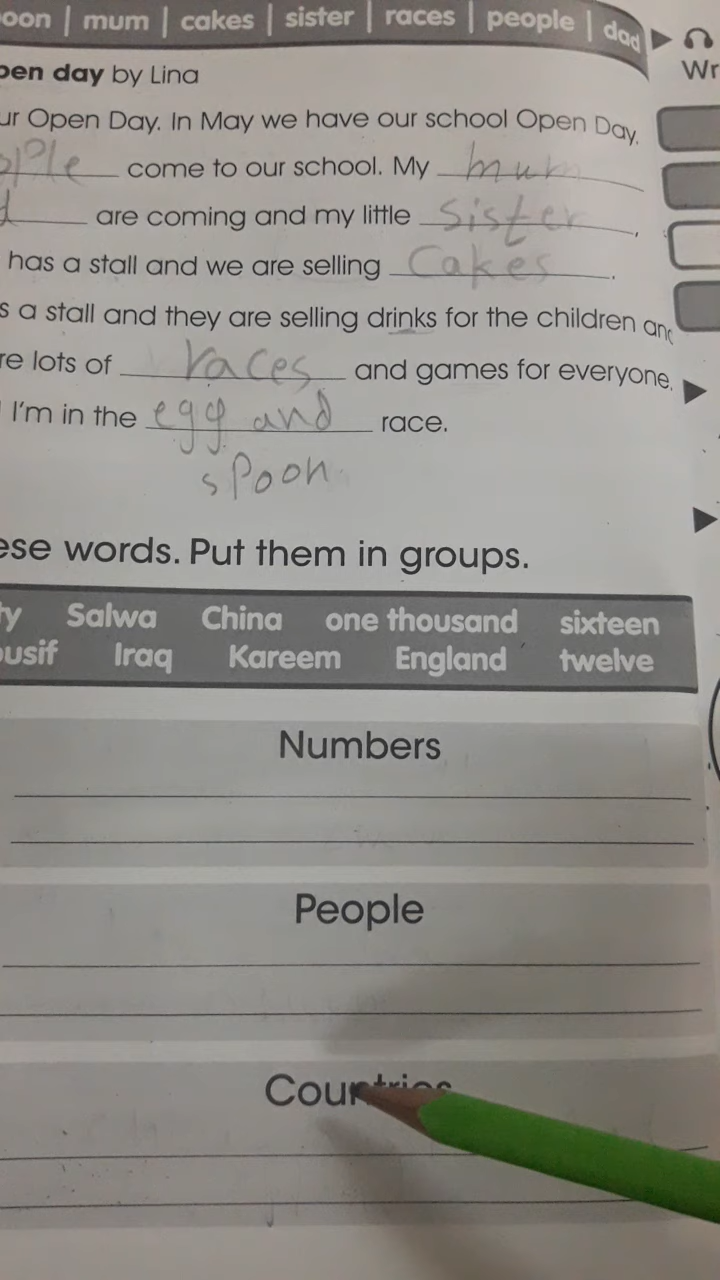 oon | mum | cakes | sister | races | people | dad
pen day by Lina
Wr
ur Open Day. In May we have our school Open Day.
ople come to our school. My mum
d are coming and my little sister,
has a stall and we are selling Cakes.
s a stall and they are selling drinks for the children and
re lots of races and games for everyone.
I'm in the egg and race.
spoon
ese words. Put them in groups.
ty Salwa China one thousand sixteen
ousif Iraq Kareem England twelve
Numbers
People
Countries